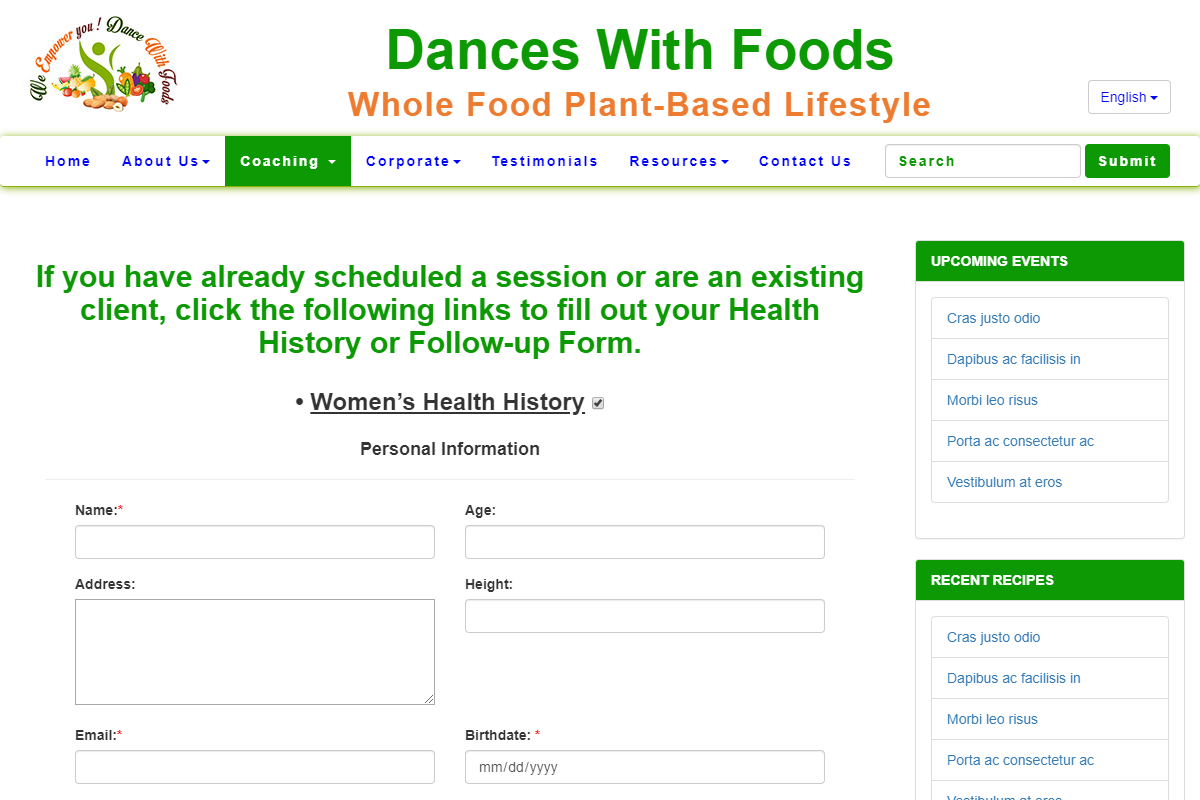 We Empower you ! Dance With Foods
Dances With Foods
Whole Food Plant-Based Lifestyle
English
Home
About Us
Coaching
Corporate
Testimonials
Resources
Contact Us
Search
Submit
If you have already scheduled a session or are an existing
client, click the following links to fill out your Health
History or Follow-up Form.
• Women’s Health History
Personal Information
Name:*
Age:
Address:
Height:
Email:*
Birthdate: *
mm/dd/yyyy
UPCOMING EVENTS
Cras justo odio
Dapibus ac facilisis in
Morbi leo risus
Porta ac consectetur ac
Vestibulum at eros
RECENT RECIPES
Cras justo odio
Dapibus ac facilisis in
Morbi leo risus
Porta ac consectetur ac
Vestibulum at eros